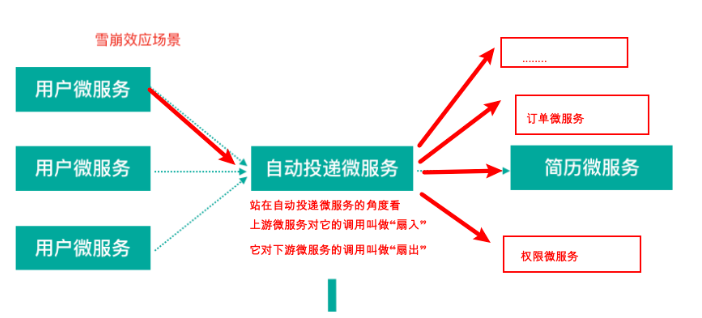 雪崩效应场景
用户微服务
用户微服务
用户微服务
自动投递微服务
站在自动投递微服务的角度看
上游微服务对它的调用叫做“扇入”
它对下游微服务的调用叫做“扇出”
........
订单微服务
简历微服务
权限微服务